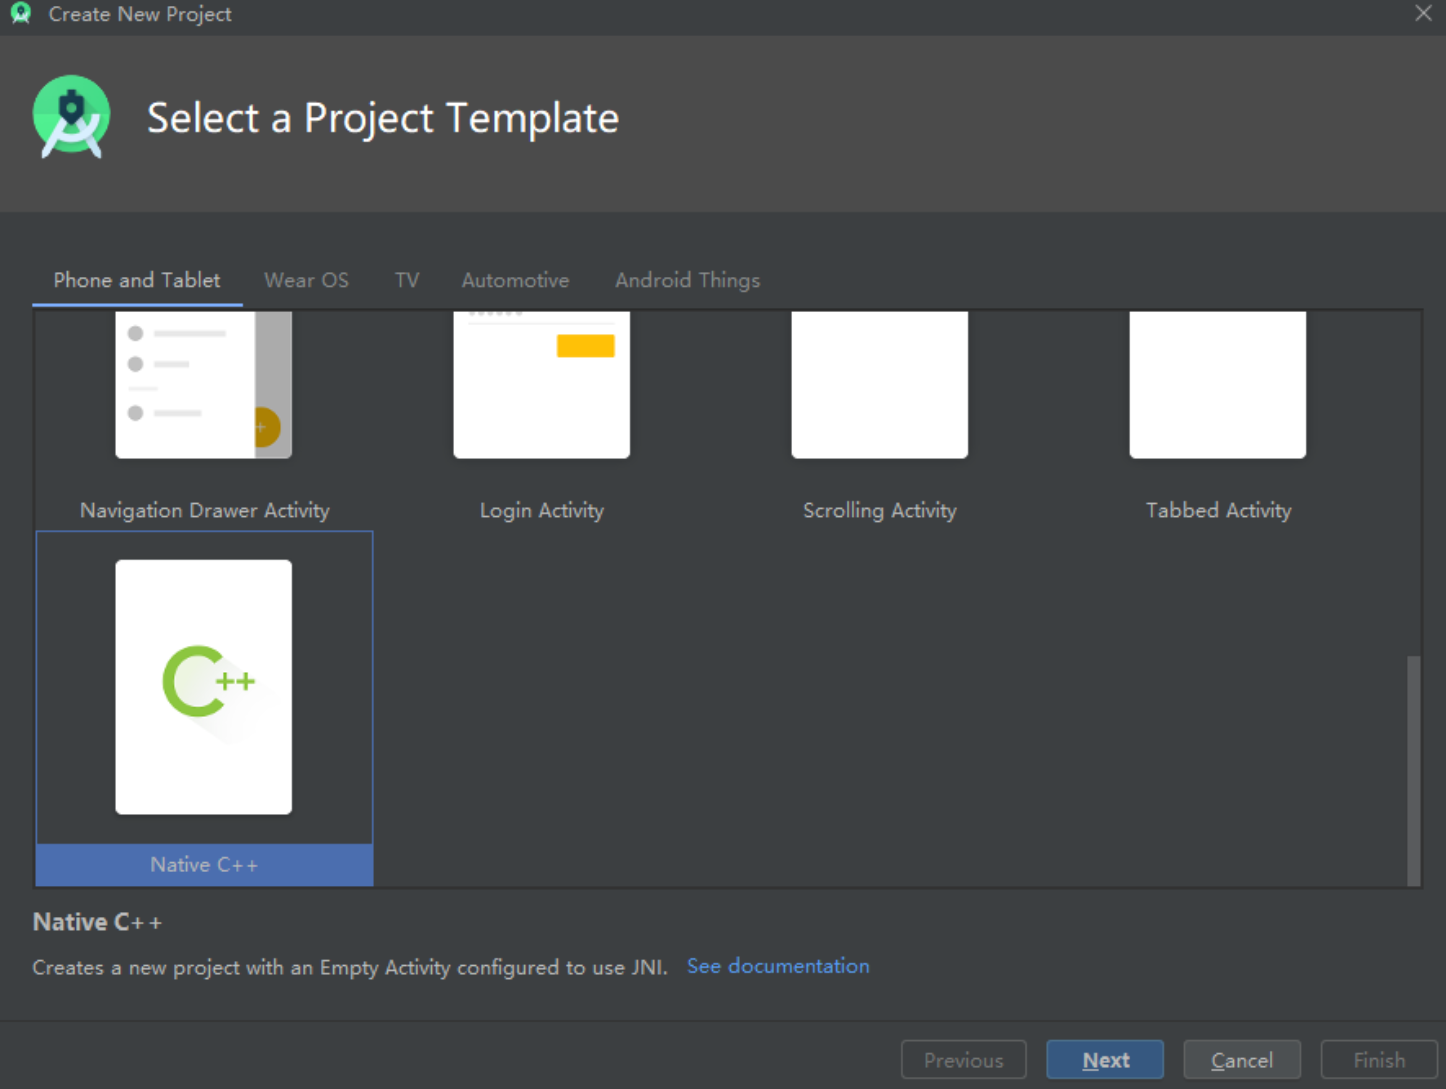 Create New Project
Select a Project Template
Phone and Tablet Wear OS TV Automotive Android Things
Navigation Drawer Activity Login Activity Scrolling Activity Tabbed Activity
C++
Native C++
Native C++
Creates a new project with an Empty Activity configured to use JNI. See documentation
Previous Next Cancel Finish